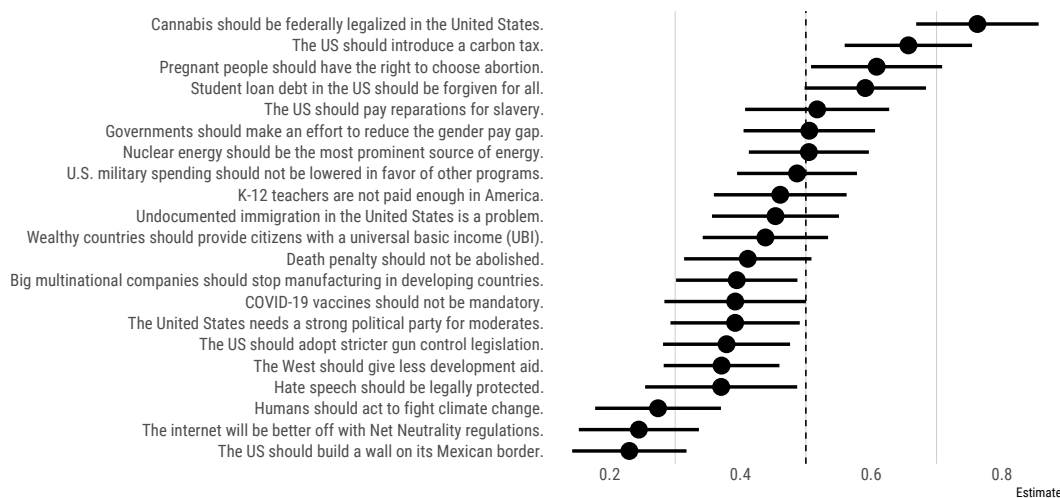 Cannabis should be federally legalized in the United States.
The US should introduce a carbon tax.
Pregnant people should have the right to choose abortion.
Student loan debt in the US should be forgiven for all.
The US should pay reparations for slavery.
Governments should make an effort to reduce the gender pay gap.
Nuclear energy should be the most prominent source of energy.
U.S. military spending should not be lowered in favor of other programs.
K-12 teachers are not paid enough in America.
Undocumented immigration in the United States is a problem.
Wealthy countries should provide citizens with a universal basic income (UBI).
Death penalty should not be abolished.
Big multinational companies should stop manufacturing in developing countries.
COVID-19 vaccines should not be mandatory.
The United States needs a strong political party for moderates.
The US should adopt stricter gun control legislation.
The West should give less development aid.
Hate speech should be legally protected.
Humans should act to fight climate change.
The internet will be better off with Net Neutrality regulations.
The US should build a wall on its Mexican border.
0.2 0.4 0.6 0.8
Estimate